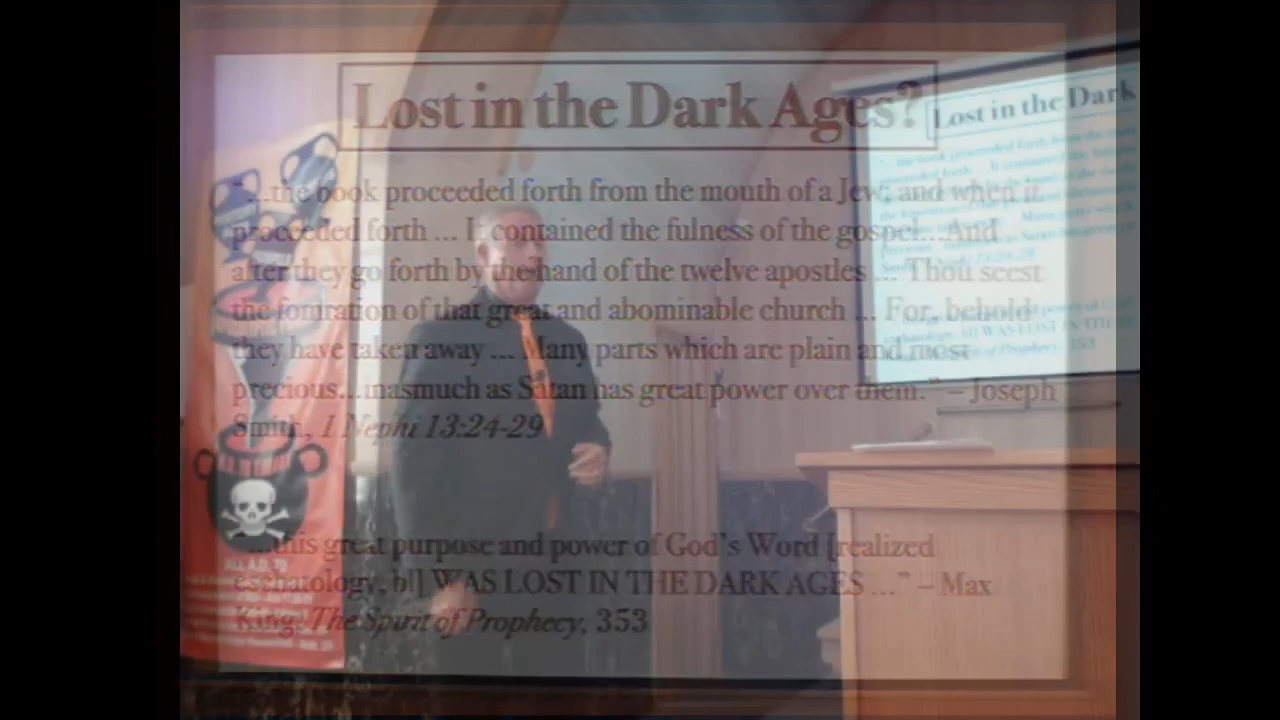 Lost in the Dark Ages?
"...the book proceeded forth from the mouth of a Jew; and when it
proceeded forth ... It contained the fulness of the gospel...And
after they go forth by the hand of the twelve apostles ... Thou seest
the fomration of that great and abominable church ... For, behold
they have taken away ... Many parts which are plain and most
precious...inasmuch as Satan has great power over them." – Joseph
Smith, 1 Nephi 13:24-29
"...this great purpose and power of God's Word [realized
eschatology, bl] WAS LOST IN THE DARK AGES ..." – Max
King, The Spirit of Prophecy, 353
Lost in the Dark
ALL A.D. 70